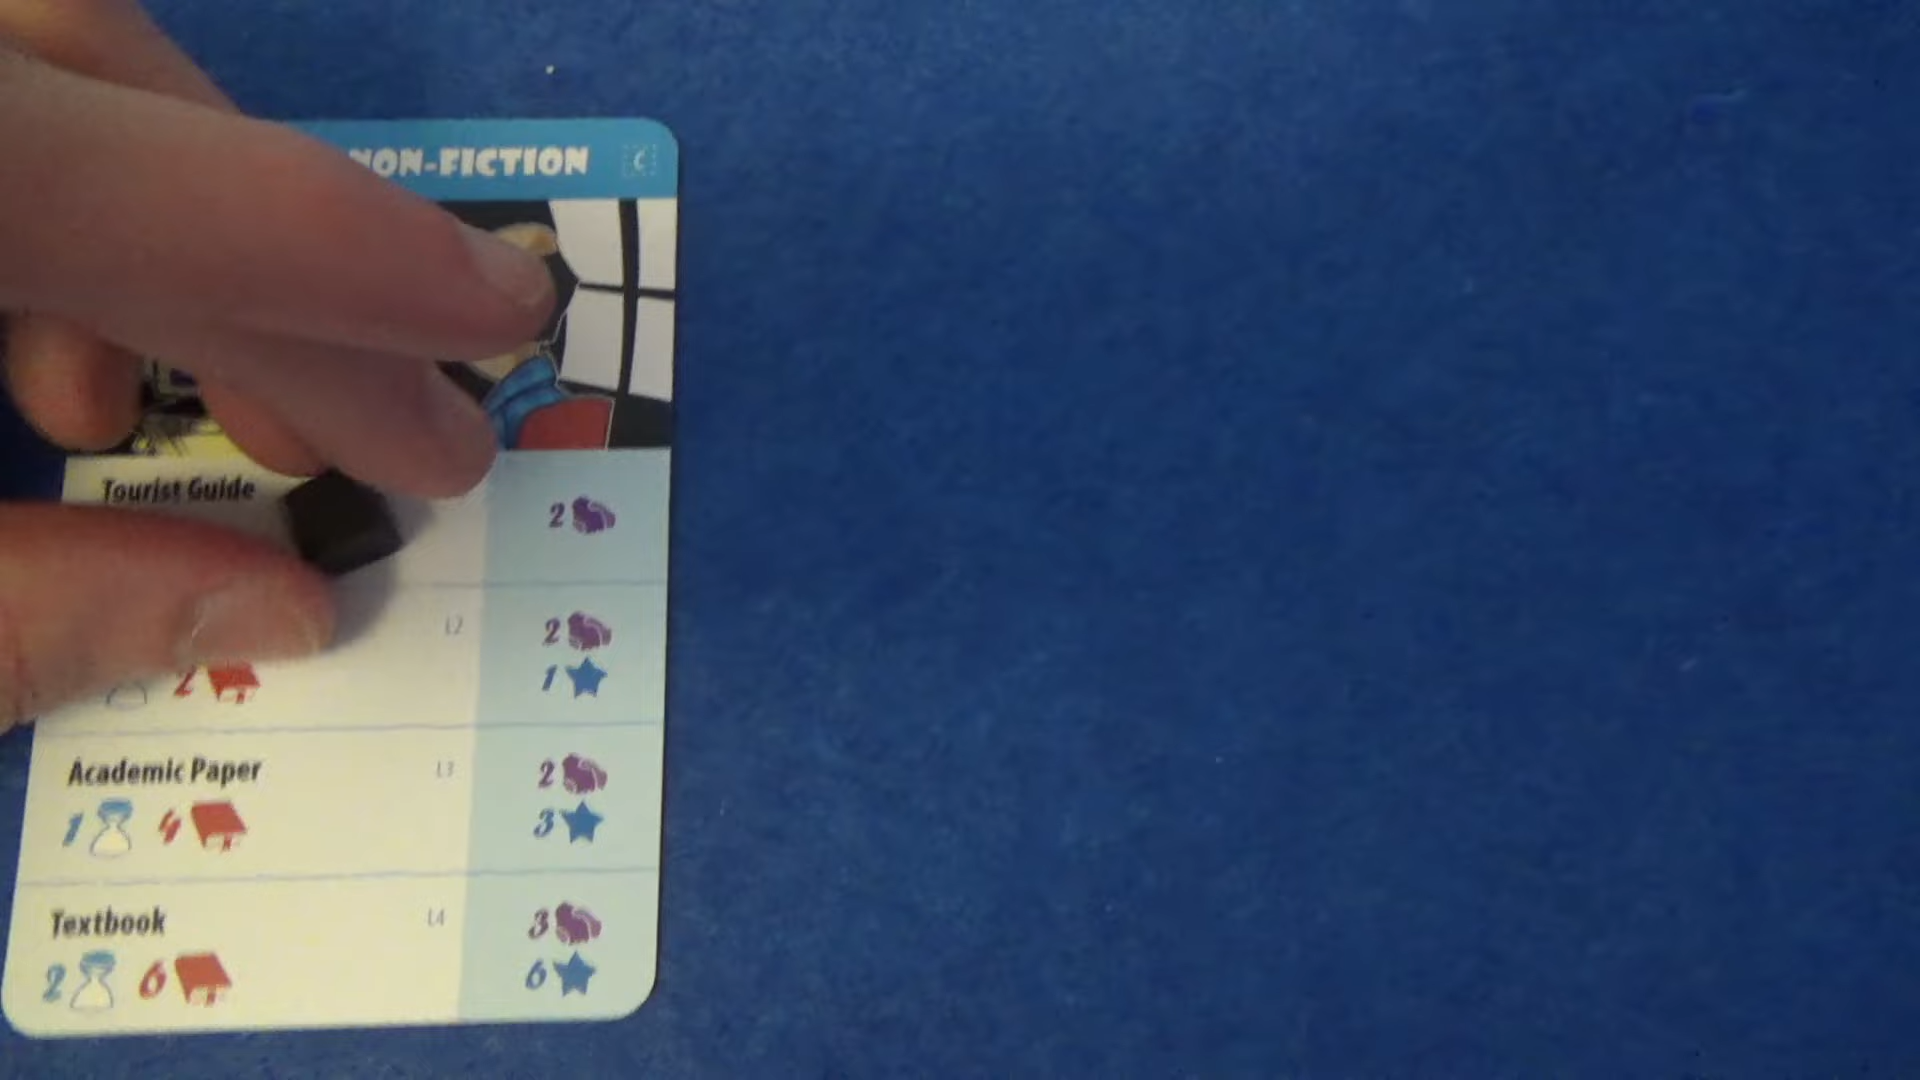 NON-FICTION C
Tourist Guide
2
L2 2
2 1
Academic Paper L3 2
1 4 3
Textbook L4 3
2 6 6